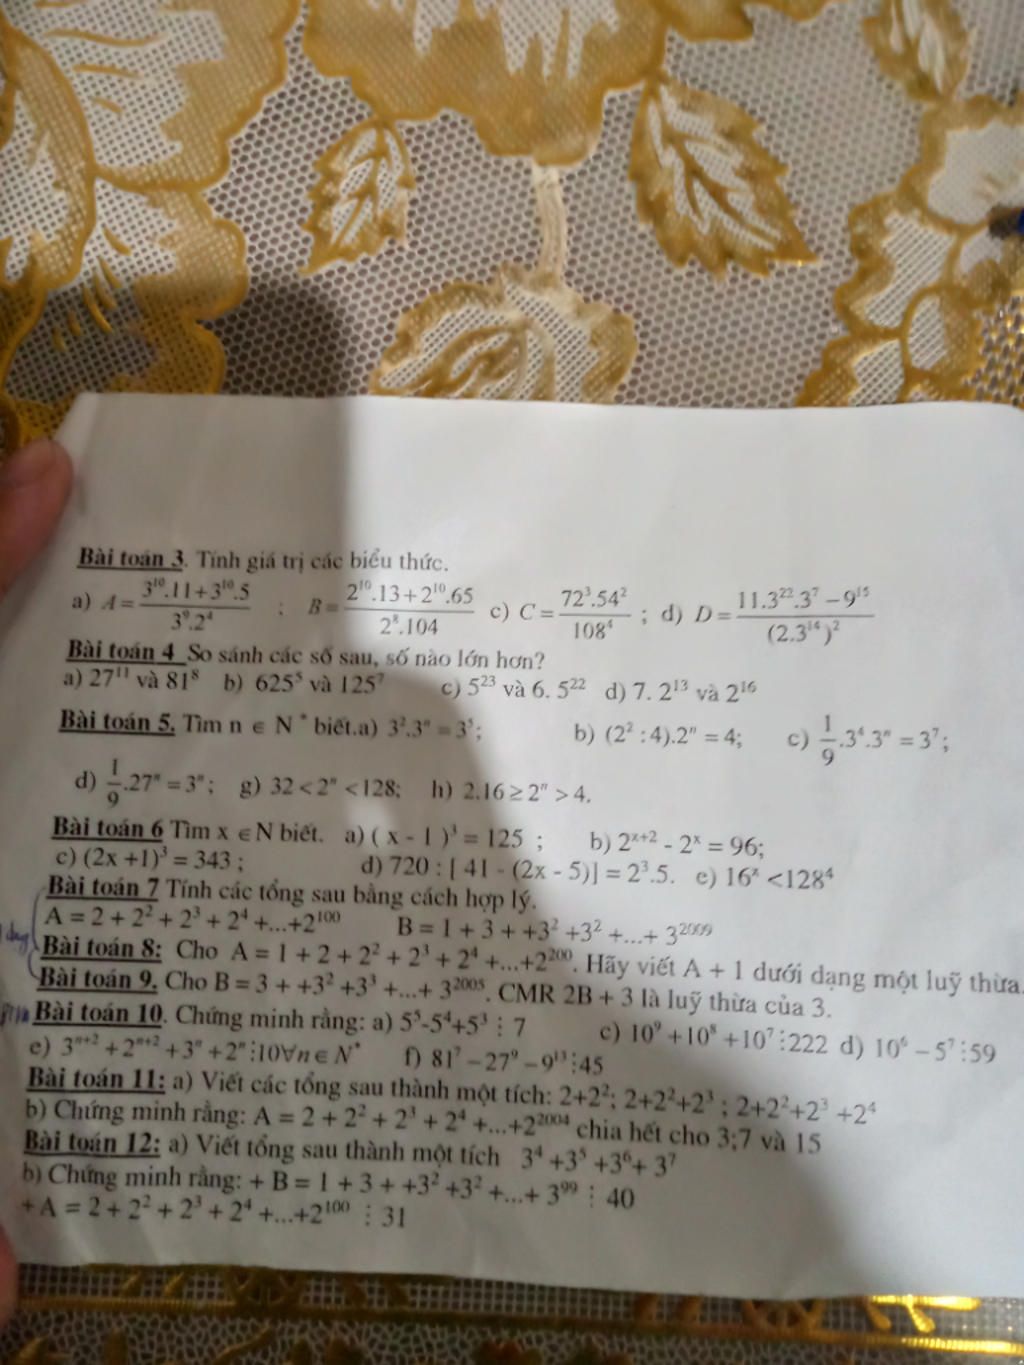 Bài toán 3. Tính giá trị các biểu thức.
a) A = \frac{3^{10}.11+3^{10}.5}{3^9.2^4} ; B = \frac{2^{10}.13+2^{10}.65}{2^8.104} c) C = \frac{72^3.54^2}{108^4} ; d) D = \frac{11.3^{22}.3^7-9^{15}}{(2.3^{14})^2}
Bài toán 4 So sánh các số sau, số nào lớn hơn?
a) 27^{11} và 81^8 b) 625^5 và 125^7 c) 5^{23} và 6. 5^{22} d) 7. 2^{13} và 2^{16}
Bài toán 5. Tìm n ∈ N^* biết.a) 3^2.3^n = 3^5; b) (2^2 : 4).2^n = 4; c) \frac{1}{9}.3^4.3^n = 3^7;
d) \frac{1}{9}.27^n = 3^n; g) 32 < 2^n < 128; h) 2.16 ≥ 2^n > 4.
Bài toán 6 Tìm x ∈ N biết. a) ( x - 1 )^3 = 125 ; b) 2^{x+2} - 2^x = 96;
c) (2x +1)^3 = 343 ; d) 720 : [ 41 - (2x - 5)] = 2^3.5. e) 16^x < 128^4
Bài toán 7 Tính các tổng sau bằng cách hợp lý.
A = 2 + 2^2 + 2^3 + 2^4 +...+2^{100} B = 1 + 3 + +3^2 +3^2 +...+ 3^{2009}
Bài toán 8: Cho A = 1 + 2 + 2^2 + 2^3 + 2^4 +...+2^{200}. Hãy viết A + 1 dưới dạng một luỹ thừa.
Bài toán 9. Cho B = 3 + +3^2 +3^3 +...+ 3^{2005}. CMR 2B + 3 là luỹ thừa của 3.
Bài toán 10. Chứng minh rằng: a) 5^5-5^4+5^3 ⋮ 7 c) 10^9 +10^8 +10^7 ⋮222 d) 10^6 - 5^7 ⋮59
e) 3^{n+2} + 2^{n+2} + 3^n + 2^n ⋮10∀n ∈ N^* f) 81^7 - 27^9 - 9^{13} ⋮45
Bài toán 11: a) Viết các tổng sau thành một tích: 2+2^2; 2+2^2+2^3 ; 2+2^2+2^3 +2^4
b) Chứng minh rằng: A = 2 + 2^2 + 2^3 + 2^4 +...+2^{2004} chia hết cho 3;7 và 15
Bài toán 12: a) Viết tổng sau thành một tích 3^4 +3^5 +3^6+ 3^7
b) Chứng minh rằng: + B = 1 + 3 + +3^2 +3^2 +...+ 3^{99} ⋮ 40
+ A = 2 + 2^2 + 2^3 + 2^4 +...+2^{100} ⋮ 31